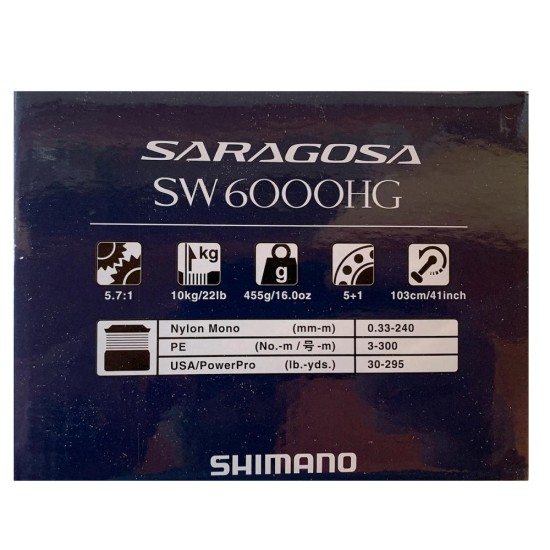 SARAGOSA
SW 6000HG
kg
g
5.7:1 10kg/22lb 455g/16.0oz 5+1 103cm/41inch
Nylon Mono (mm-m) 0.33-240
PE (No.-m / 号 -m) 3-300
USA/PowerPro (lb.-yds.) 30-295
SHIMANO